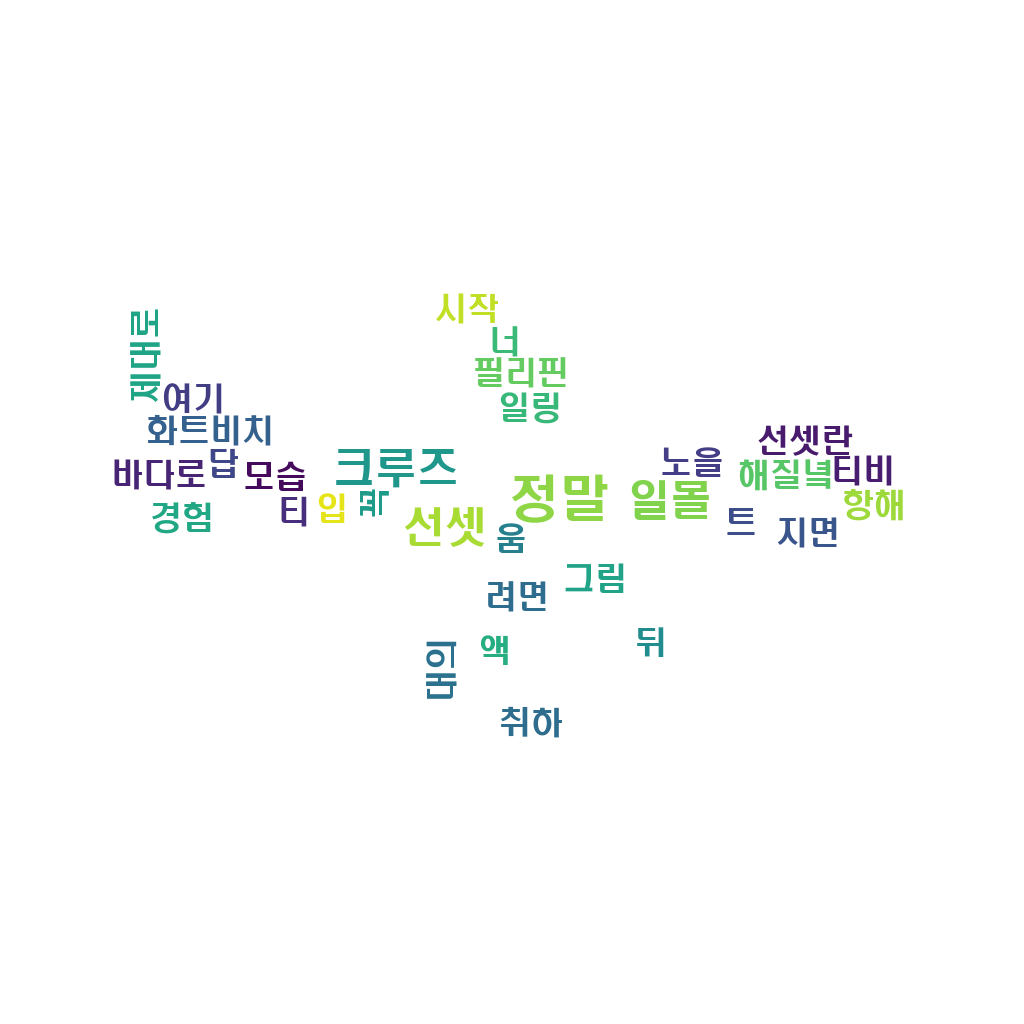 시작
너
제대로
필리핀
여기
일링
화트비치
선셋란
바다로
답
모습
크루즈
노을
해질녘
티비
경험
티
입
콱
선셋
정말
일몰
항해
움
트
지면
려면
그림
대의
액
뒤
취하